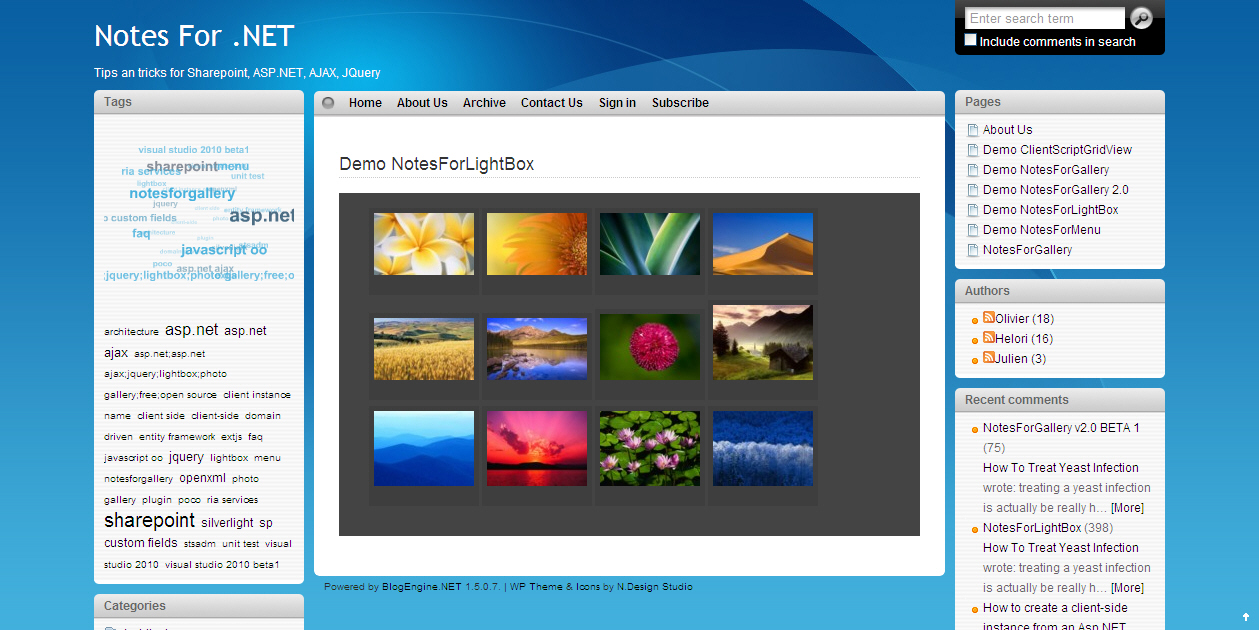 Notes For .NET
Tips an tricks for Sharepoint, ASP.NET, AJAX, JQuery
Enter search term
Include comments in search
Tags
visual studio 2010 beta1
sharepoint menu
ria services
unit test
lightbox
notesforgallery
jquery
asp.net
custom fields
faq
javascript oo
poco
asp.net ajax
;jquery;lightbox;photo gallery;free;o
architecture asp.net asp.net
ajax asp.net;asp.net
ajax;jquery;lightbox;photo
gallery;free;open source client instance
name client side client-side domain
driven entity framework extjs faq
javascript oo jquery lightbox menu
notesforgallery openxml photo
gallery plugin poco ria services
sharepoint silverlight sp
custom fields stsadm unit test visual
studio 2010 visual studio 2010 beta1
Categories
Home About Us Archive Contact Us Sign in Subscribe
Demo NotesForLightBox
Powered by BlogEngine.NET 1.5.0.7. | WP Theme & Icons by N.Design Studio
Pages
About Us
Demo ClientScriptGridView
Demo NotesForGallery
Demo NotesForGallery 2.0
Demo NotesForLightBox
Demo NotesForMenu
NotesForGallery
Authors
Olivier (18)
Helori (16)
Julien (3)
Recent comments
NotesForGallery v2.0 BETA 1
(75)
How To Treat Yeast Infection
wrote: treating a yeast infection
is actually be really h... [More]
NotesForLightBox (398)
How To Treat Yeast Infection
wrote: treating a yeast infection
is actually be really h... [More]
How to create a client-side
instance from an Asp.NET